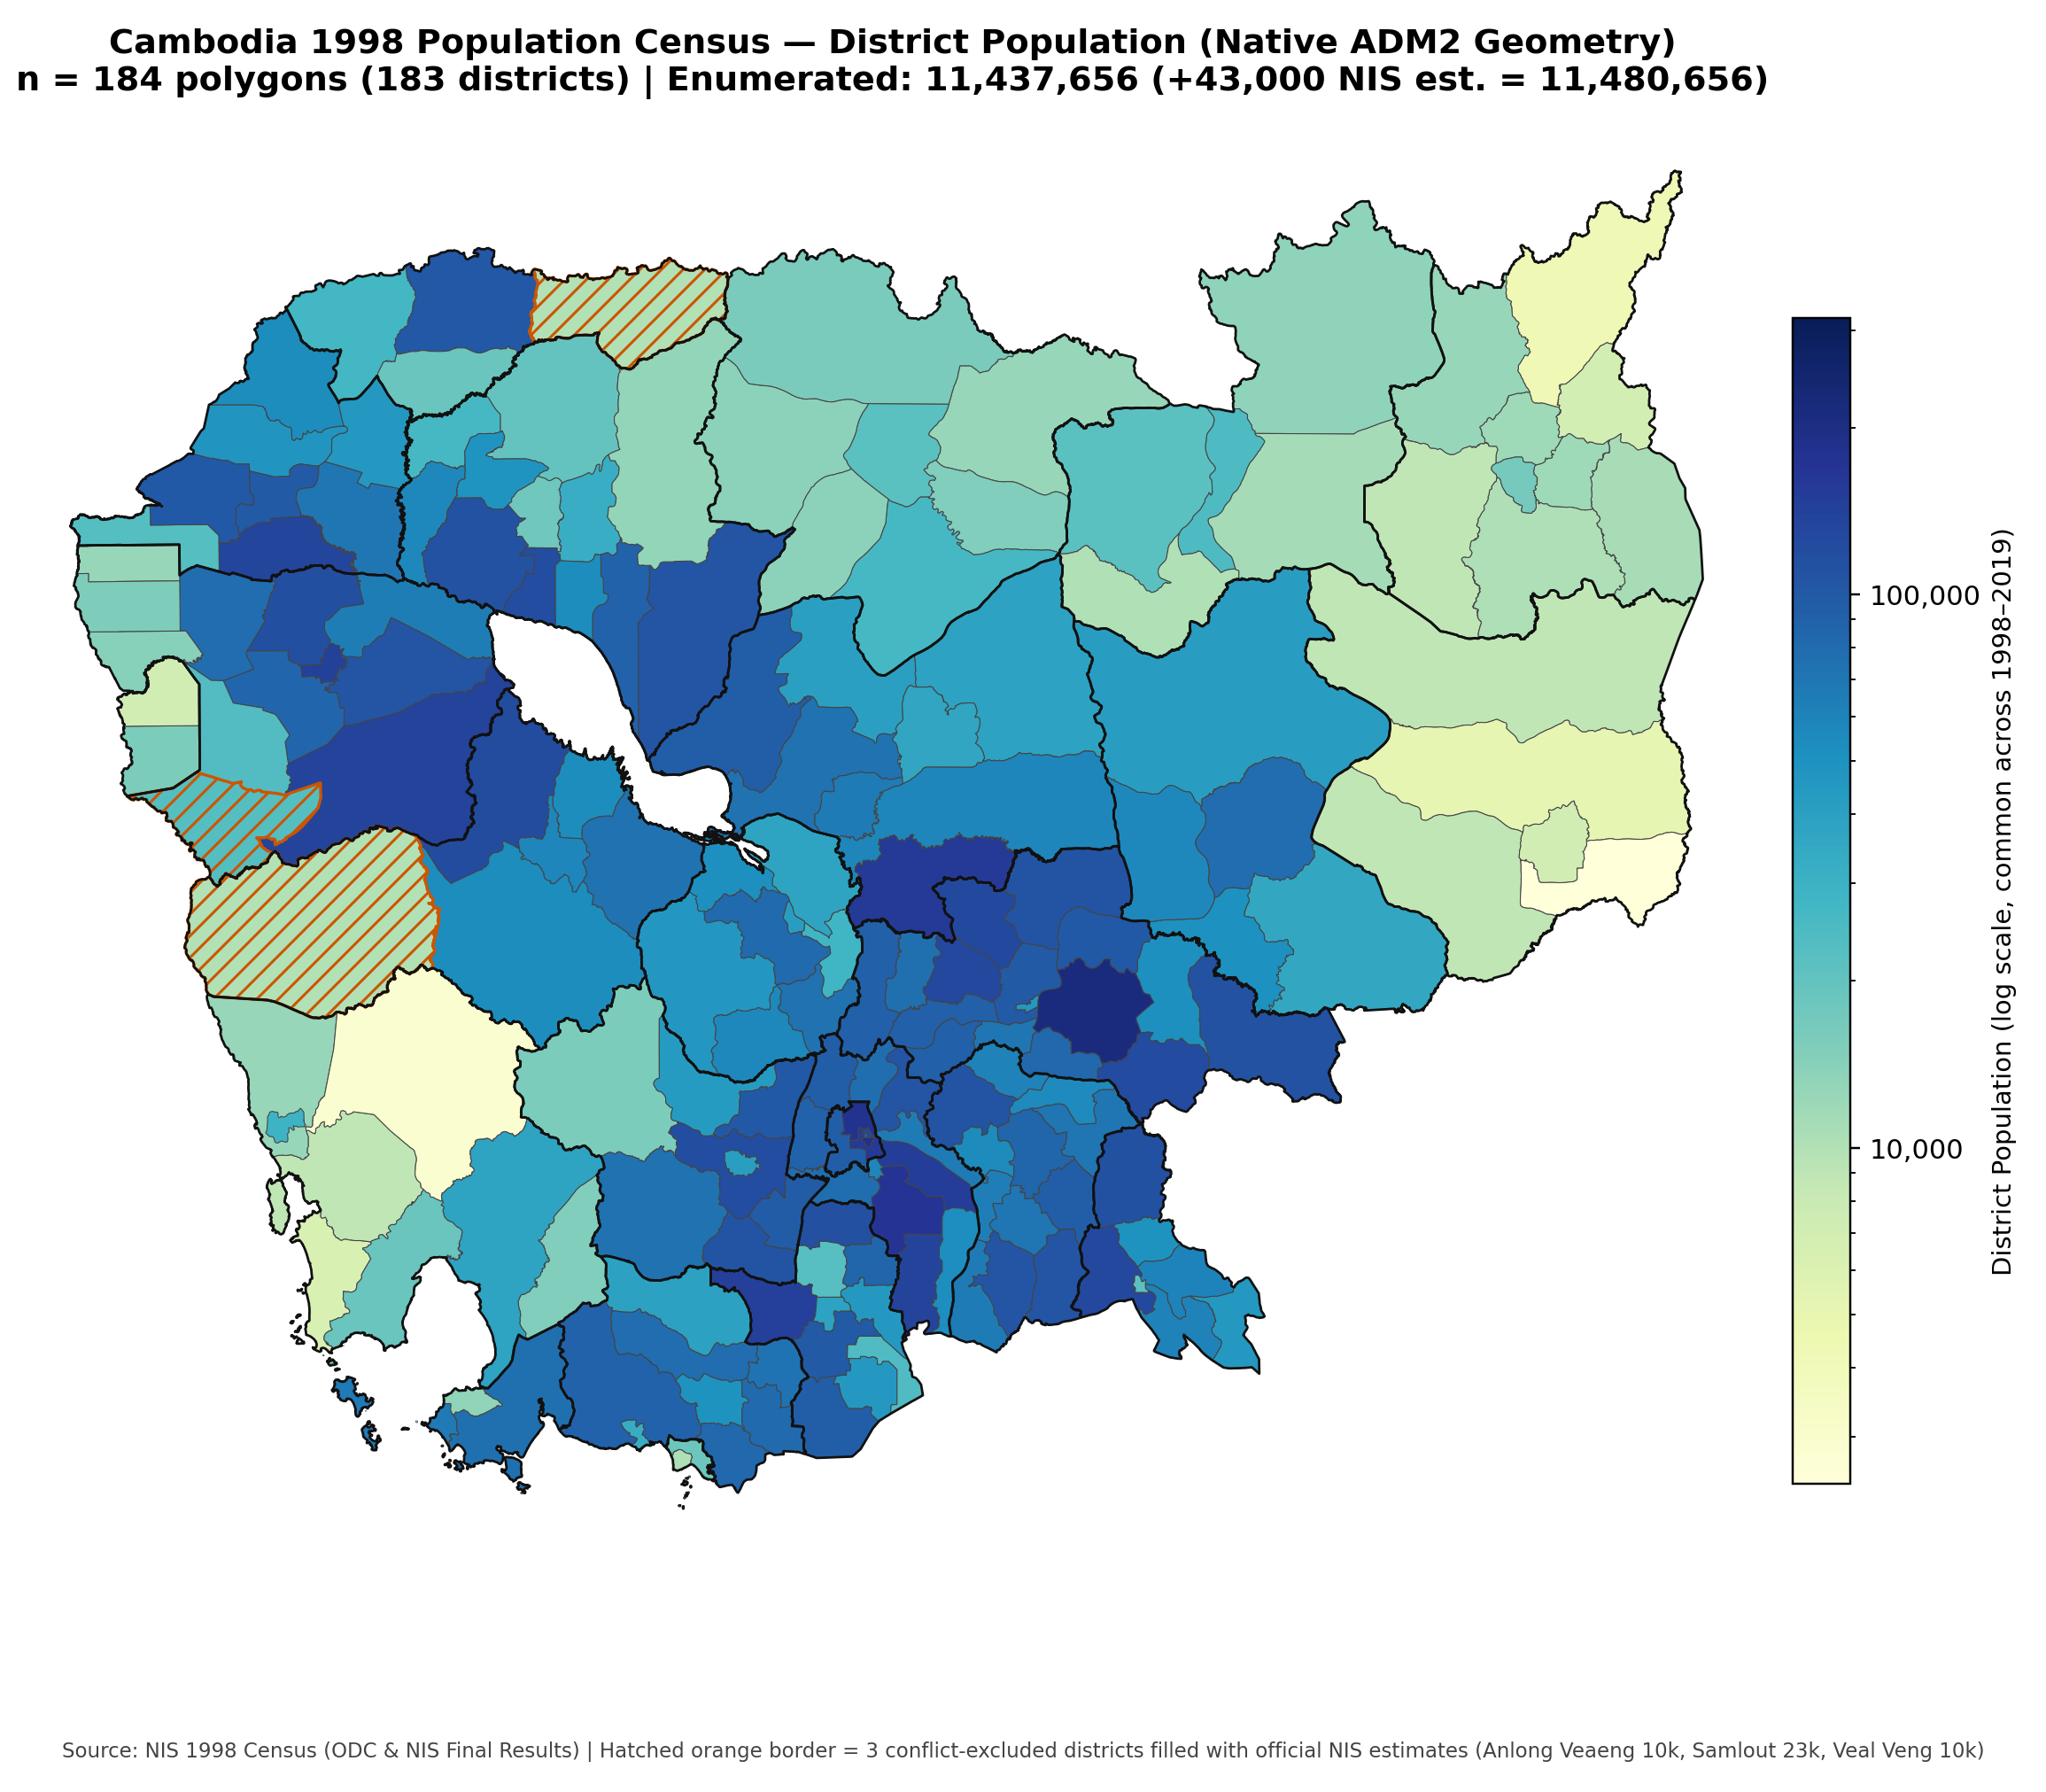 Cambodia 1998 Population Census — District Population (Native ADM2 Geometry)
n = 184 polygons (183 districts) | Enumerated: 11,437,656 (+43,000 NIS est. = 11,480,656)
100,000
10,000
District Population (log scale, common across 1998–2019)
Source: NIS 1998 Census (ODC & NIS Final Results) | Hatched orange border = 3 conflict-excluded districts filled with official NIS estimates (Anlong Veaeng 10k, Samlout 23k, Veal Veng 10k)